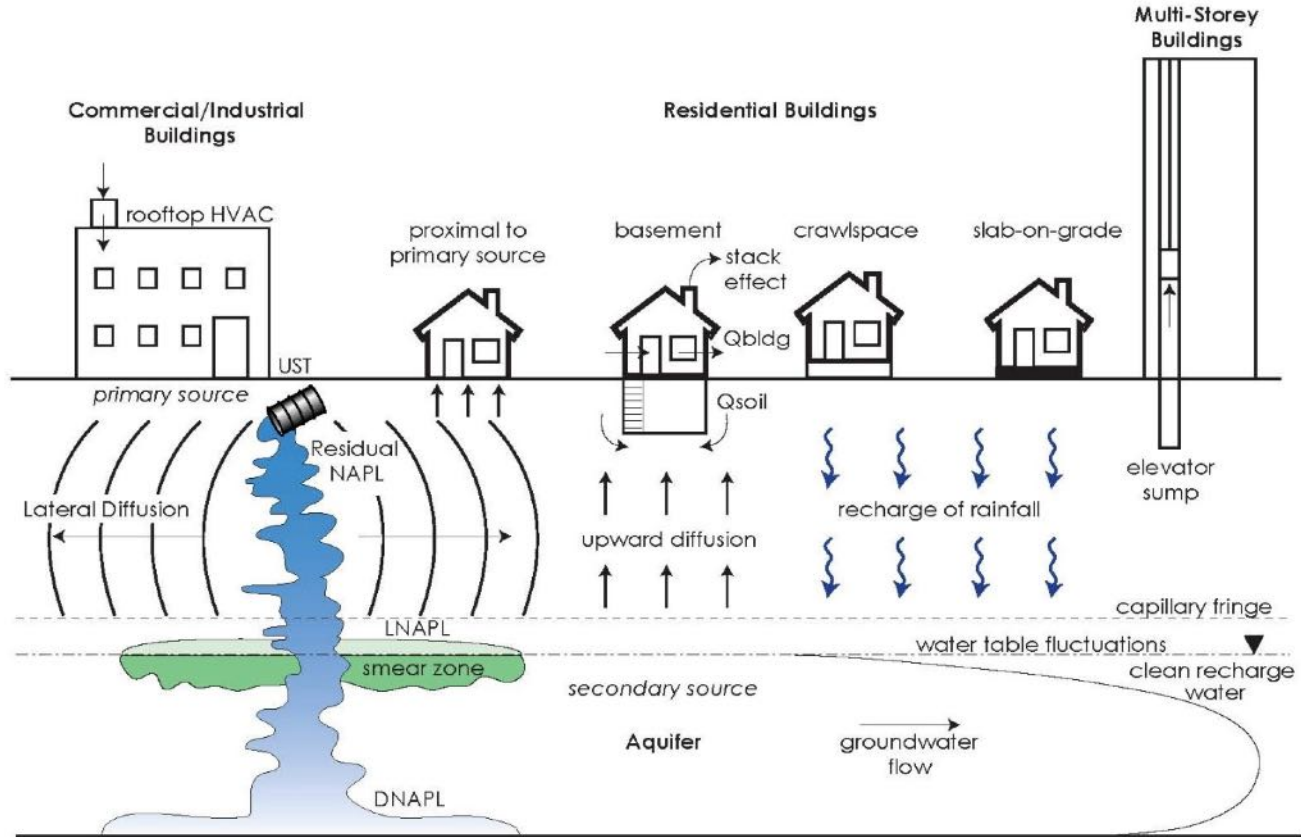 Multi-Storey
Buildings
Commercial/Industrial
Buildings
Residential Buildings
rooftop HVAC
proximal to
primary source
basement
crawlspace
slab-on-grade
stack
effect
Qbldg
UST
primary source
Qsoil
Residual
NAPL
elevator
sump
Lateral Diffusion
upward diffusion
recharge of rainfall
capillary fringe
LNAPL
water table fluctuations
smear zone
secondary source
clean recharge
water
Aquifer
groundwater
flow
DNAPL